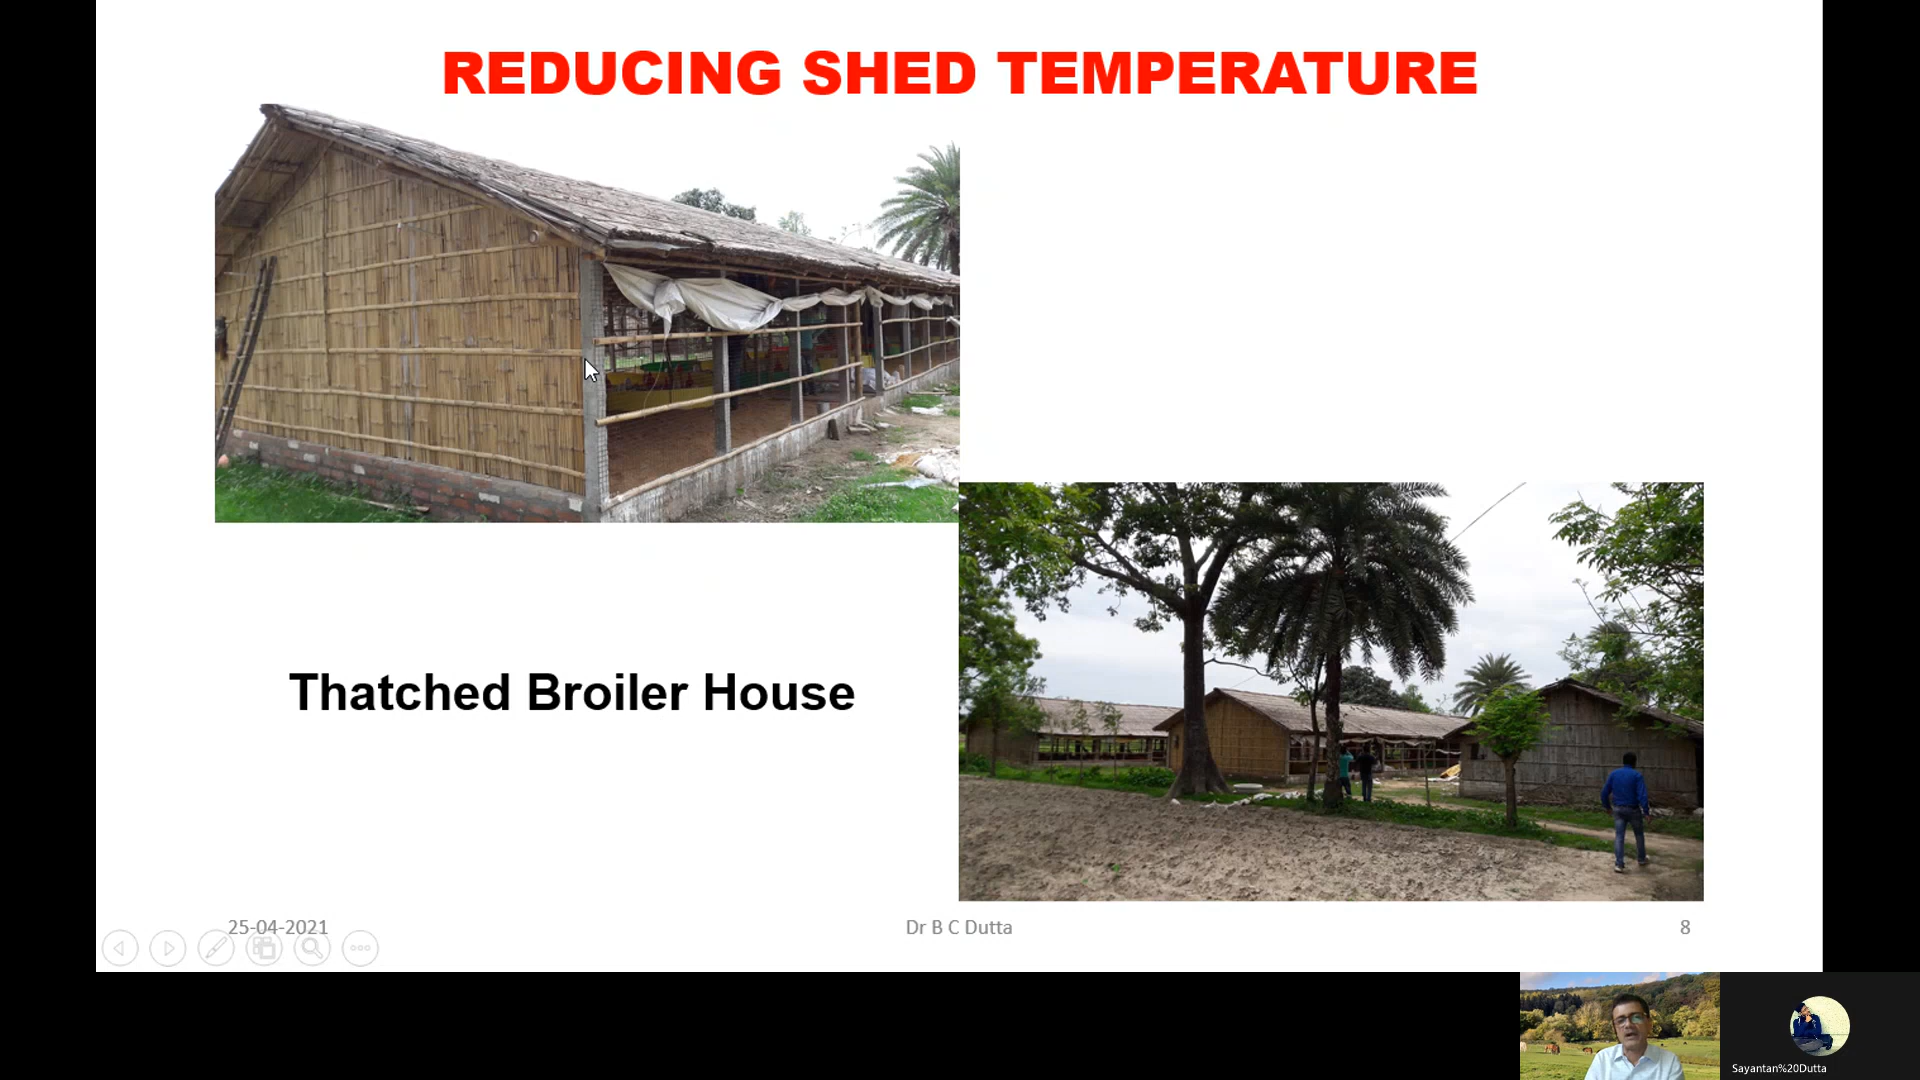 REDUCING SHED TEMPERATURE
Thatched Broiler House
25-04-2021
Dr B C Dutta
8
Sayantan%20Dutta